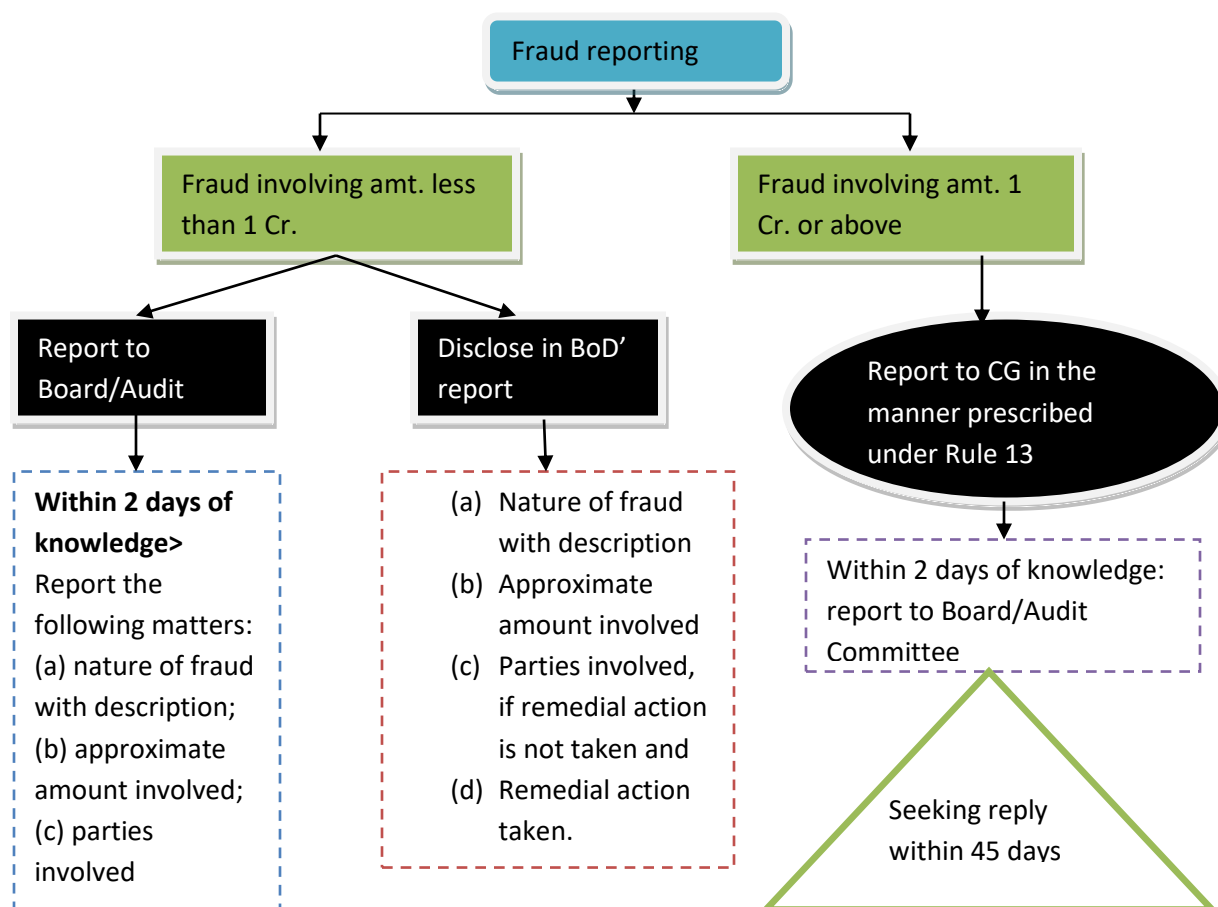 Fraud reporting
Fraud involving amt. less
than 1 Cr.
Fraud involving amt. 1
Cr. or above
Report to
Board/Audit
Disclose in BoD’
report
Report to CG in the
manner prescribed
under Rule 13
Within 2 days of
knowledge>
Report the
following matters:
(a) nature of fraud
with description;
(b) approximate
amount involved;
(c) parties
involved
(a) Nature of fraud
with description
(b) Approximate
amount involved
(c) Parties involved,
if remedial action
is not taken and
(d) Remedial action
taken.
Within 2 days of knowledge:
report to Board/Audit
Committee
Seeking reply
within 45 days